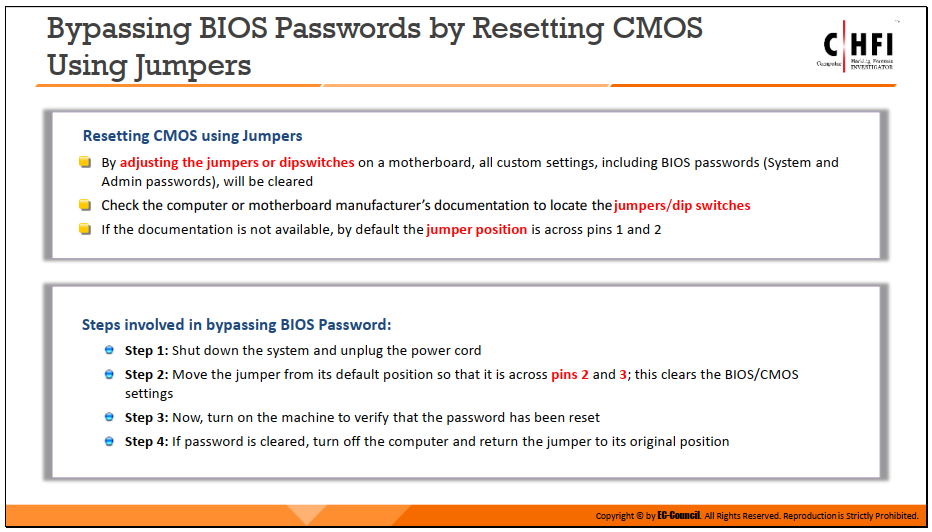 Bypassing BIOS Passwords by Resetting CMOS
Using Jumpers
C HFI
Computer Hacking Forensic
INVESTIGATOR
Resetting CMOS using Jumpers
By adjusting the jumpers or dipswitches on a motherboard, all custom settings, including BIOS passwords (System and
Admin passwords), will be cleared
Check the computer or motherboard manufacturer’s documentation to locate the jumpers/dip switches
If the documentation is not available, by default the jumper position is across pins 1 and 2
Steps involved in bypassing BIOS Password:
Step 1: Shut down the system and unplug the power cord
Step 2: Move the jumper from its default position so that it is across pins 2 and 3; this clears the BIOS/CMOS
settings
Step 3: Now, turn on the machine to verify that the password has been reset
Step 4: If password is cleared, turn off the computer and return the jumper to its original position
Copyright © by EC-Council. All Rights Reserved. Reproduction is Strictly Prohibited.